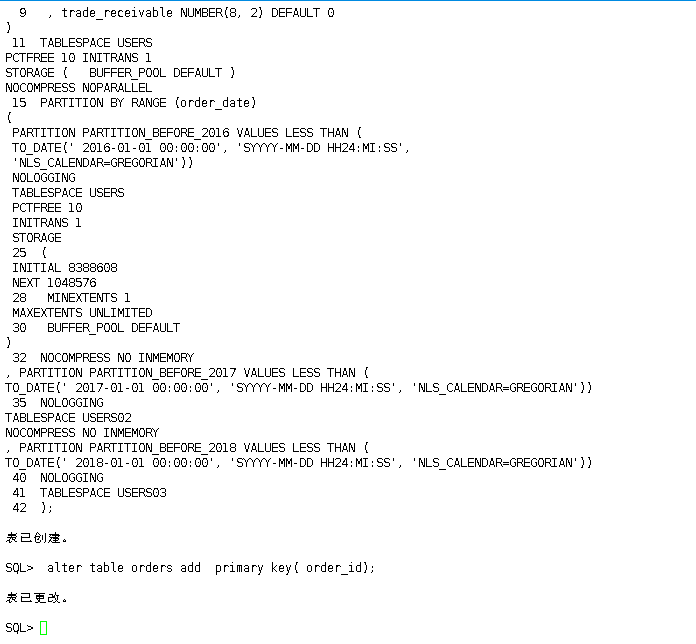 9   , trade_receivable NUMBER(8, 2) DEFAULT 0
)
11  TABLESPACE USERS
PCTFREE 10 INITRANS 1
STORAGE (   BUFFER_POOL DEFAULT )
NOCOMPRESS NOPARALLEL
15  PARTITION BY RANGE (order_date)
(
PARTITION PARTITION_BEFORE_2016 VALUES LESS THAN (
TO_DATE(' 2016-01-01 00:00:00', 'SYYYY-MM-DD HH24:MI:SS',
'NLS_CALENDAR=GREGORIAN'))
NOLOGGING
TABLESPACE USERS
PCTFREE 10
INITRANS 1
STORAGE
25  (
INITIAL 8388608
NEXT 1048576
28   MINEXTENTS 1
MAXEXTENTS UNLIMITED
30   BUFFER_POOL DEFAULT
)
32  NOCOMPRESS NO INMEMORY
, PARTITION PARTITION_BEFORE_2017 VALUES LESS THAN (
TO_DATE(' 2017-01-01 00:00:00', 'SYYYY-MM-DD HH24:MI:SS', 'NLS_CALENDAR=GREGORIAN'))
35  NOLOGGING
TABLESPACE USERS02
NOCOMPRESS NO INMEMORY
, PARTITION PARTITION_BEFORE_2018 VALUES LESS THAN (
TO_DATE(' 2018-01-01 00:00:00', 'SYYYY-MM-DD HH24:MI:SS', 'NLS_CALENDAR=GREGORIAN'))
40  NOLOGGING
41  TABLESPACE USERS03
42  );
表已创建。
SQL>  alter table orders add  primary key( order_id);
表已更改。
SQL>